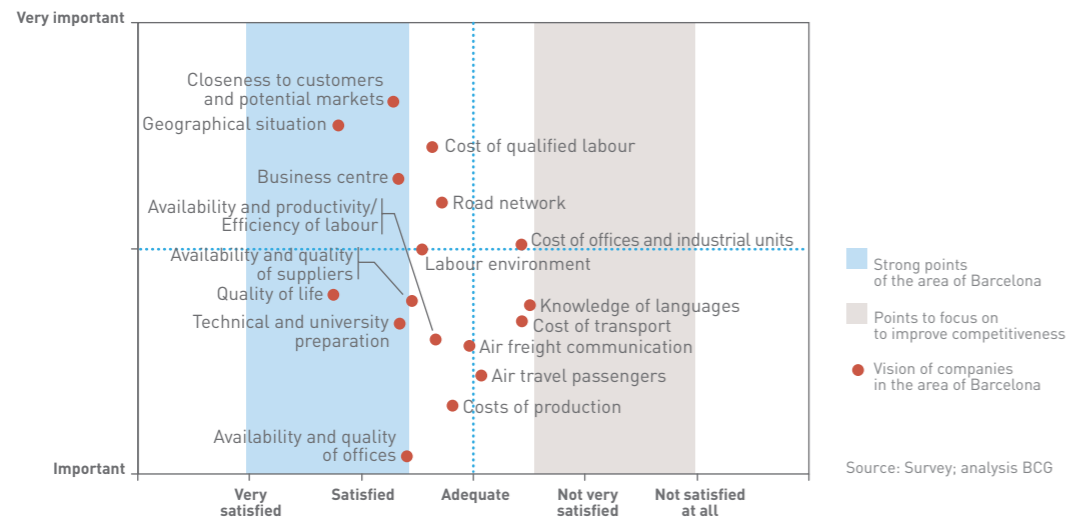 Very important
Closeness to customers
and potential markets
Geographical situation
Cost of qualified labour
Business centre
Road network
Availability and productivity/
Efficiency of labour
Cost of offices and industrial units
Availability and quality
of suppliers
Labour environment
Quality of life
Knowledge of languages
Technical and university
preparation
Cost of transport
Air freight communication
Air travel passengers
Costs of production
Availability and quality
of offices
Important
Very
satisfied
Satisfied
Adequate
Not very
satisfied
Not satisfied
at all
Strong points
of the area of Barcelona
Points to focus on
to improve competitiveness
Vision of companies
in the area of Barcelona
Source: Survey; analysis BCG